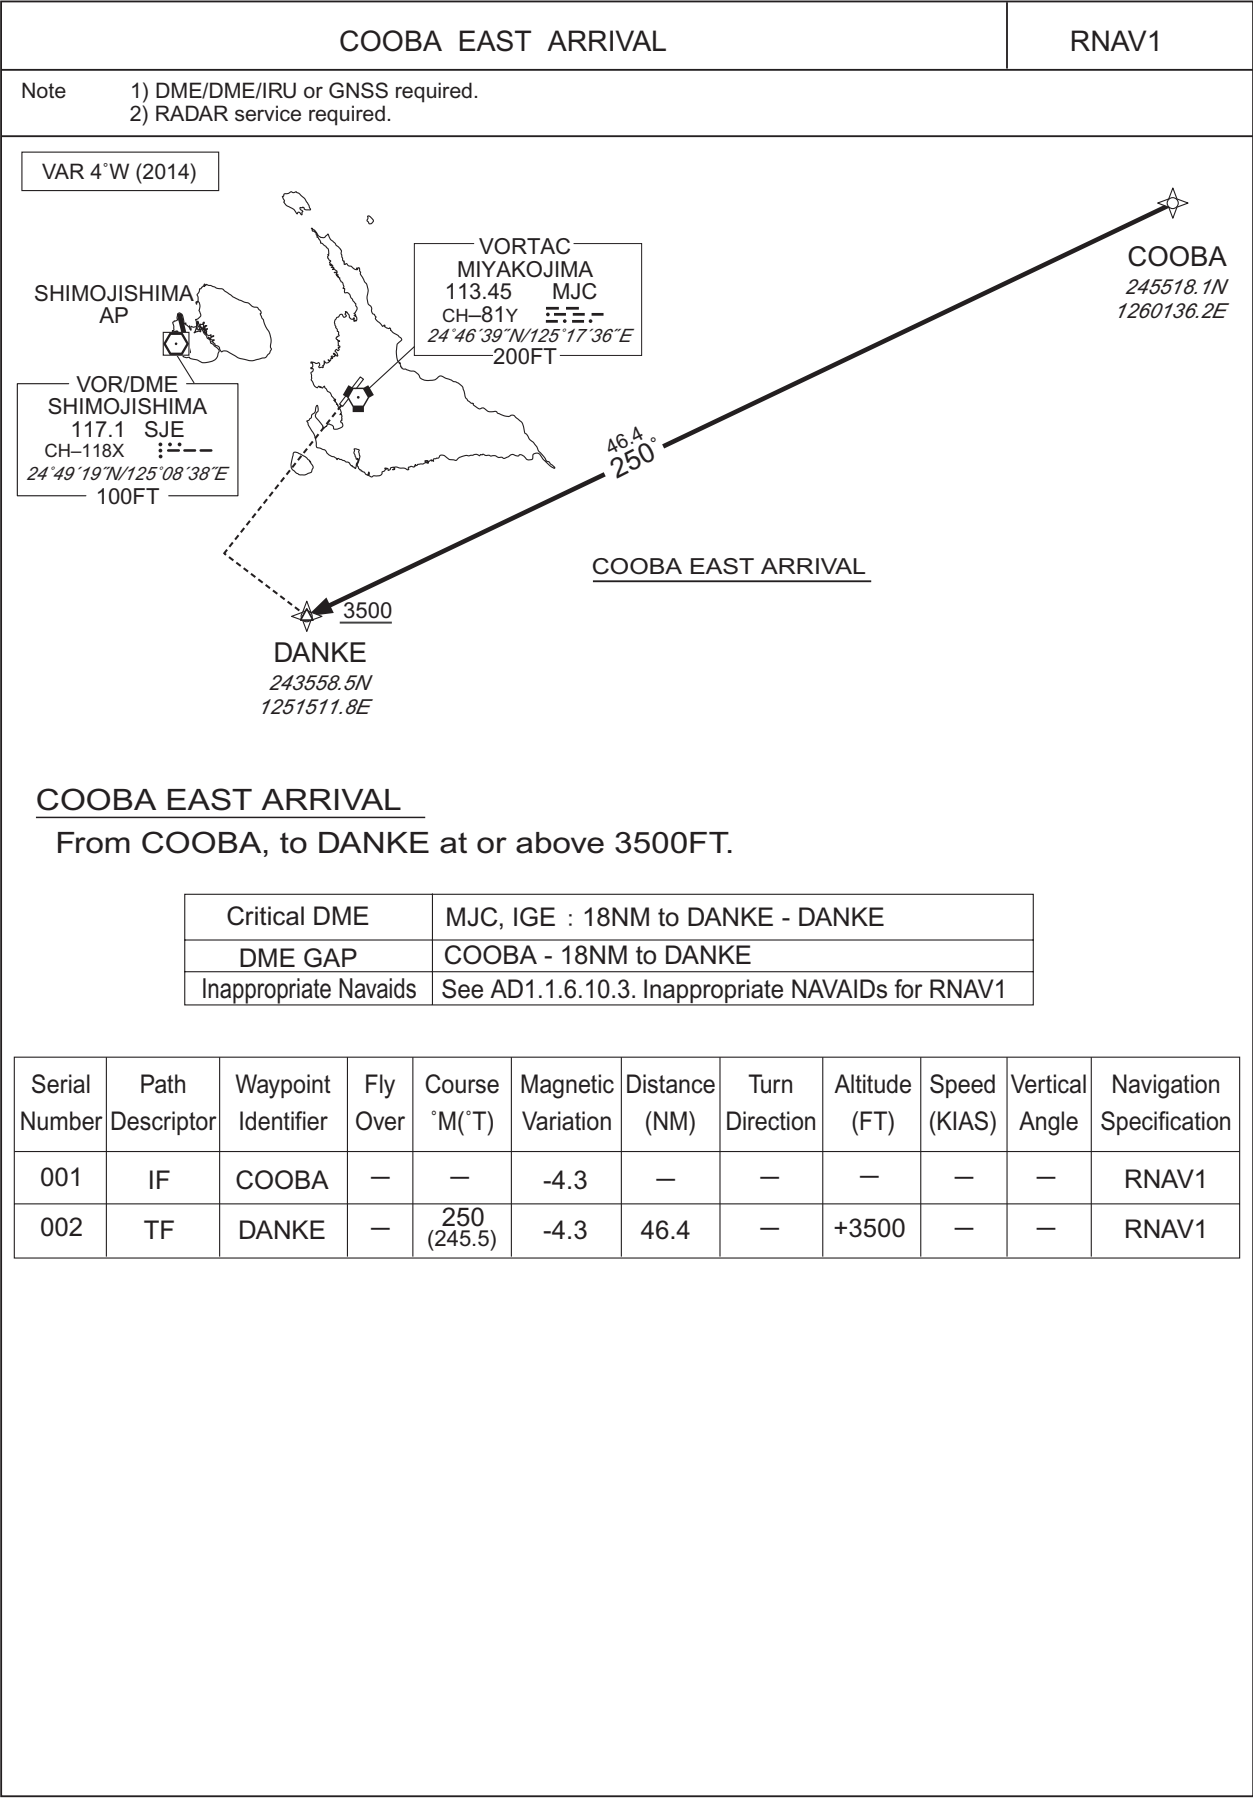 COOBA EAST ARRIVAL
RNAV1
Note 1) DME/DME/IRU or GNSS required.
2) RADAR service required.
VAR 4˚W (2014)
COOBA
245518.1N
1260136.2E
VORTAC
MIYAKOJIMA
113.45 MJC
CH–81Y
24˚46´39˝N/125˚17´36˝E
200FT
SHIMOJISHIMA
AP
VOR/DME
SHIMOJISHIMA
117.1 SJE
CH–118X
24˚49´19˝N/125˚08´38˝E
100FT
46.4
250˚
COOBA EAST ARRIVAL
3500
DANKE
243558.5N
1251511.8E
COOBA EAST ARRIVAL
From COOBA, to DANKE at or above 3500FT.
Critical DME MJC, IGE : 18NM to DANKE - DANKE
DME GAP COOBA - 18NM to DANKE
Inappropriate Navaids See AD1.1.6.10.3. Inappropriate NAVAIDs for RNAV1
Serial Path Waypoint Fly Course Magnetic Distance Turn Altitude Speed Vertical Navigation
Number Descriptor Identifier Over ˚M(˚T) Variation (NM) Direction (FT) (KIAS) Angle Specification
001 IF COOBA — — -4.3 — — — — — RNAV1
002 TF DANKE — 250 (245.5) -4.3 46.4 — +3500 — — RNAV1